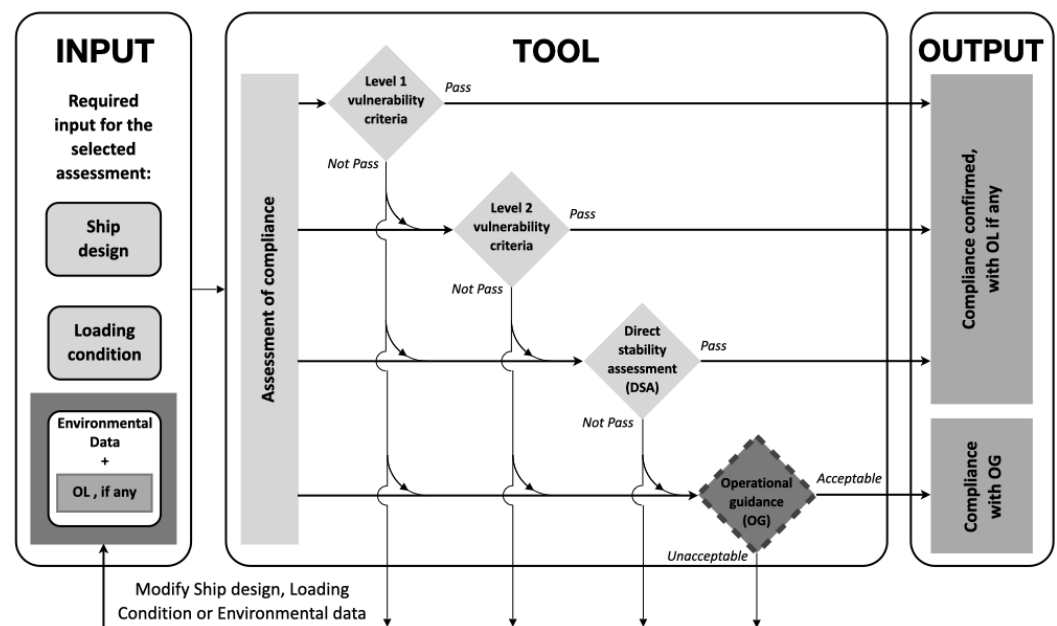 INPUT
Required
input for the
selected
assessment:
Ship
design
Loading
condition
Environmental
Data
+
OL , if any
TOOL
Assessment of compliance
Level 1
vulnerability
criteria
Pass
Not Pass
Level 2
vulnerability
criteria
Pass
Not Pass
Direct
stability
assessment
(DSA)
Pass
Not Pass
Operational
guidance
(OG)
Acceptable
Unacceptable
OUTPUT
Compliance confirmed,
with OL if any
Compliance
with OG
Modify Ship design, Loading
Condition or Environmental data